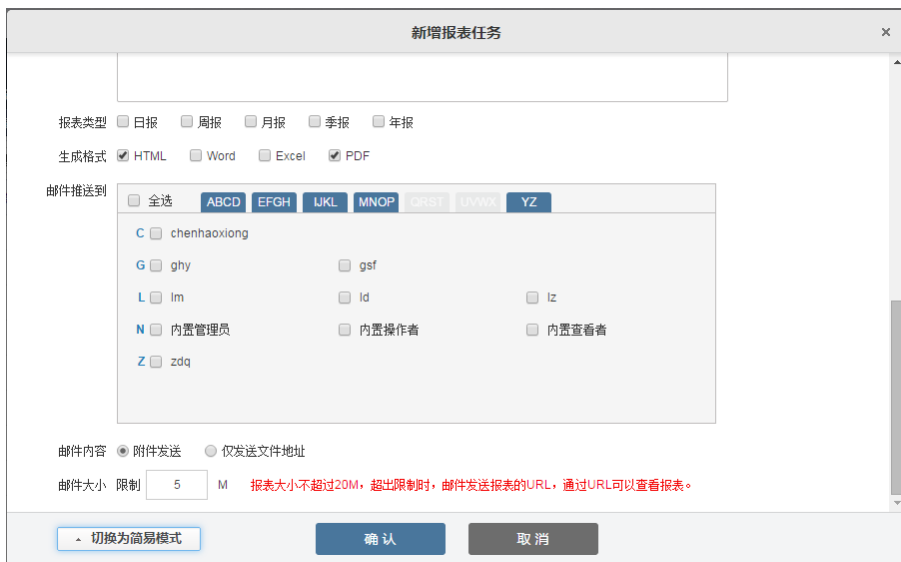 新增报表任务 ×
报表类型 日报 周报 月报 季报 年报
生成格式 HTML Word Excel PDF
邮件推送到 全选 ABCD EFGH IJKL MNOP QRST UVWX YZ
C chenhaoxiong
G ghy gsf
L lm ld lz
N 内置管理员 内置操作者 内置查看者
Z zdq
邮件内容 附件发送 仅发送文件地址
邮件大小 限制 5 M 报表大小不超过20M，超出限制时，邮件发送报表的URL，通过URL可以查看报表。
切换为简易模式 确认 取消